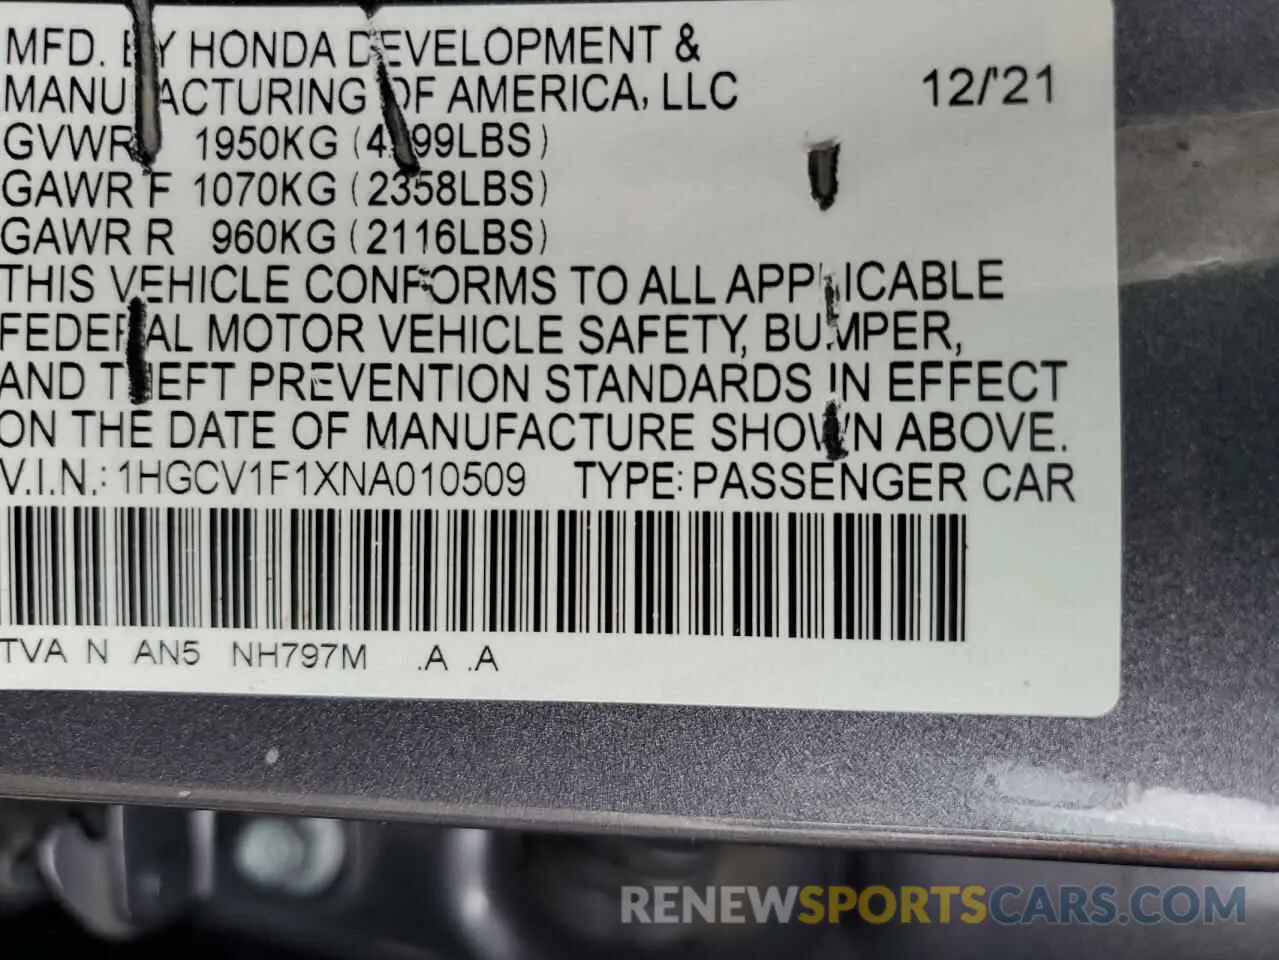 MFD. BY HONDA DEVELOPMENT &
MANUFACTURING OF AMERICA, LLC 12/'21
GVWR 1950KG (4299LBS)
GAWR F 1070KG (2358LBS)
GAWR R 960KG (2116LBS)
THIS VEHICLE CONFORMS TO ALL APPLICABLE
FEDERAL MOTOR VEHICLE SAFETY, BUMPER,
AND THEFT PREVENTION STANDARDS IN EFFECT
ON THE DATE OF MANUFACTURE SHOWN ABOVE.
V.I.N.: 1HGCV1F1XNA010509 TYPE: PASSENGER CAR
TVA N AN5 NH797M .A .A
RENEWSPORTSCARS.COM